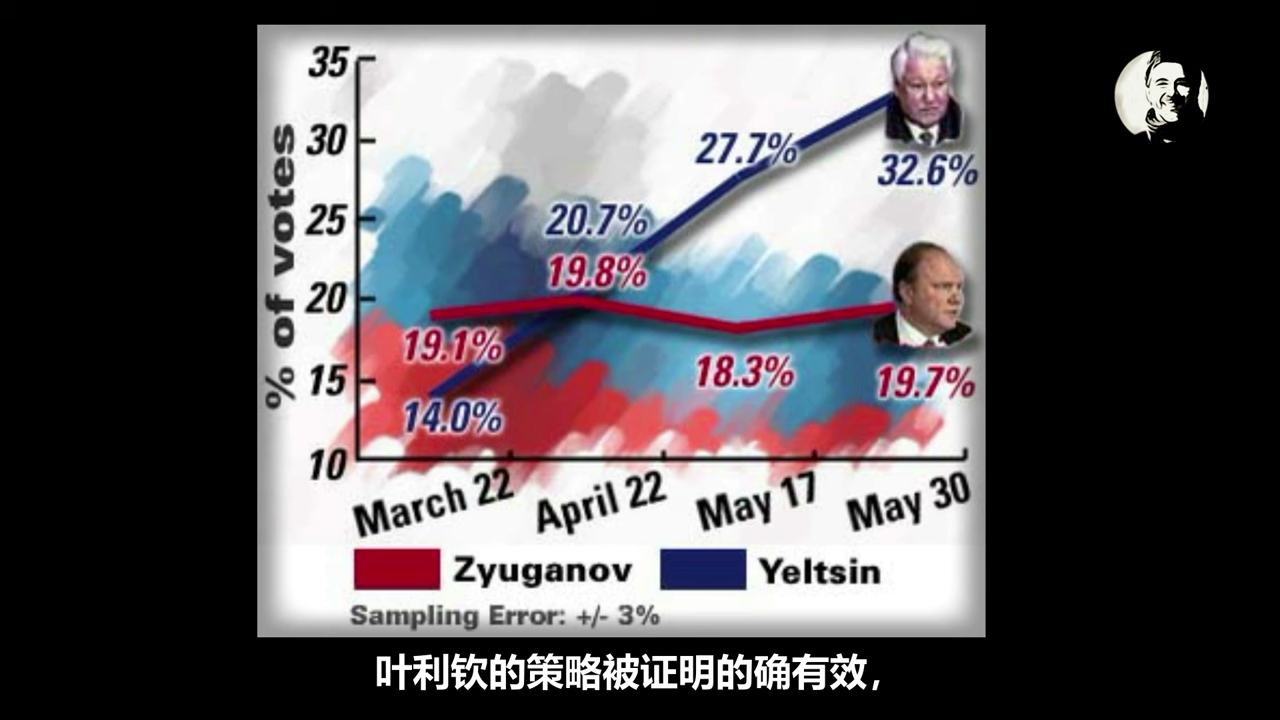 35
30
25
20
15
10
% of votes
27.7%
32.6%
20.7%
19.8%
19.1%
18.3%
19.7%
14.0%
March 22
April 22
May 17
May 30
Zyuganov
Yeltsin
Sampling Error: +/- 3%
叶利钦的策略被证明的确有效，